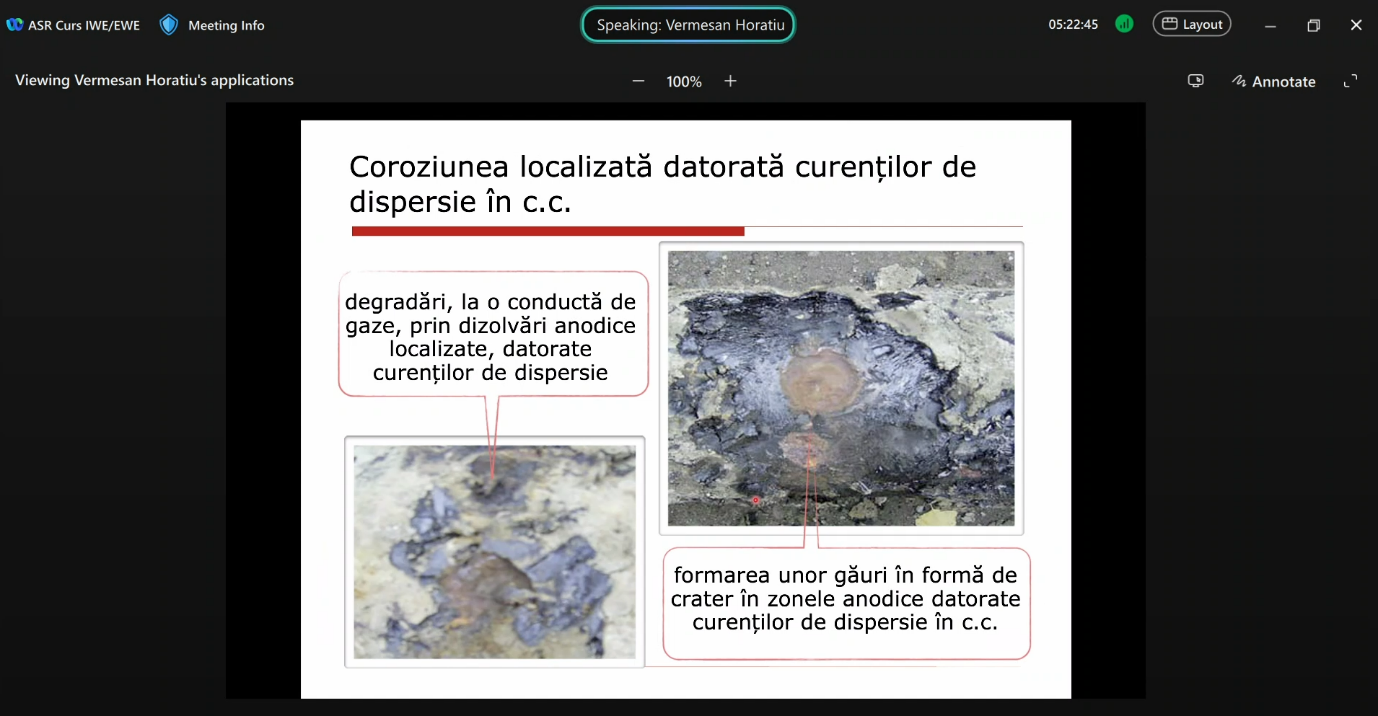 ASR Curs IWE/EWE
Meeting Info
Speaking: Vermesan Horatiu
05:22:45
Layout
Viewing Vermesan Horatiu's applications
100%
Annotate
Coroziunea localizată datorată curenților de
dispersie în c.c.
degradări, la o conductă de
gaze, prin dizolvări anodice
localizate, datorate
curenților de dispersie
formarea unor găuri în formă de
crater în zonele anodice datorate
curenților de dispersie în c.c.